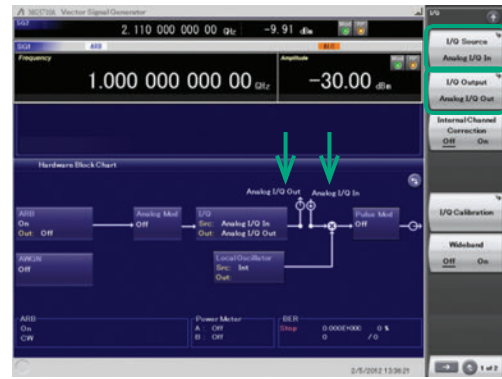 MG3710A Vector Signal Generator
SG2
2. 110 000 000 00 GHz
-9. 91 dBm
SG1
ARB
Frequency
1.000 000 000 00 GHz
Amplitude
-30.00 dBm
Hardware Block Chart
Analog I/Q Out
Analog I/Q In
ARB
On
Out: Off
Analog Mod
Off
I/Q
Src: Analog I/Q In
Out: Analog I/Q Out
Pulse Mod
Off
AWGN
Off
Local Oscillator
Src: Int
Out:
ARB
On
CW
Power Meter
A : Off
B : Off
BER
Stop
0.000E+000
0 %
0
/ 0
2/5/2012 13:36:21
I/Q
I/Q Source
Analog I/Q In
I/Q Output
Analog I/Q Out
Internal Channel
Correction
Off On
I/Q Calibration
Wideband
Off On
1 of 2